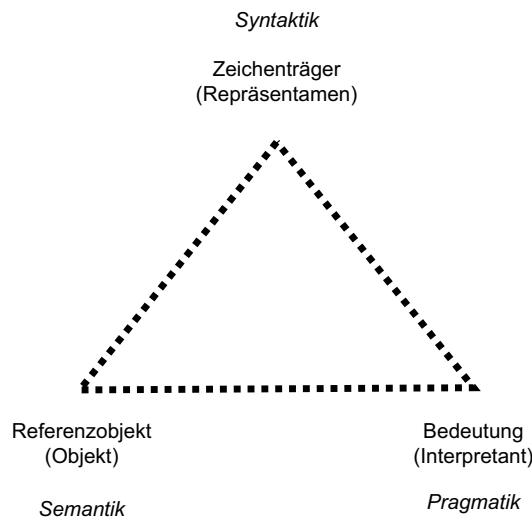 Syntaktik
Zeichenträger
(Repräsentamen)
Referenzobjekt
(Objekt)
Semantik
Bedeutung
(Interpretant)
Pragmatik